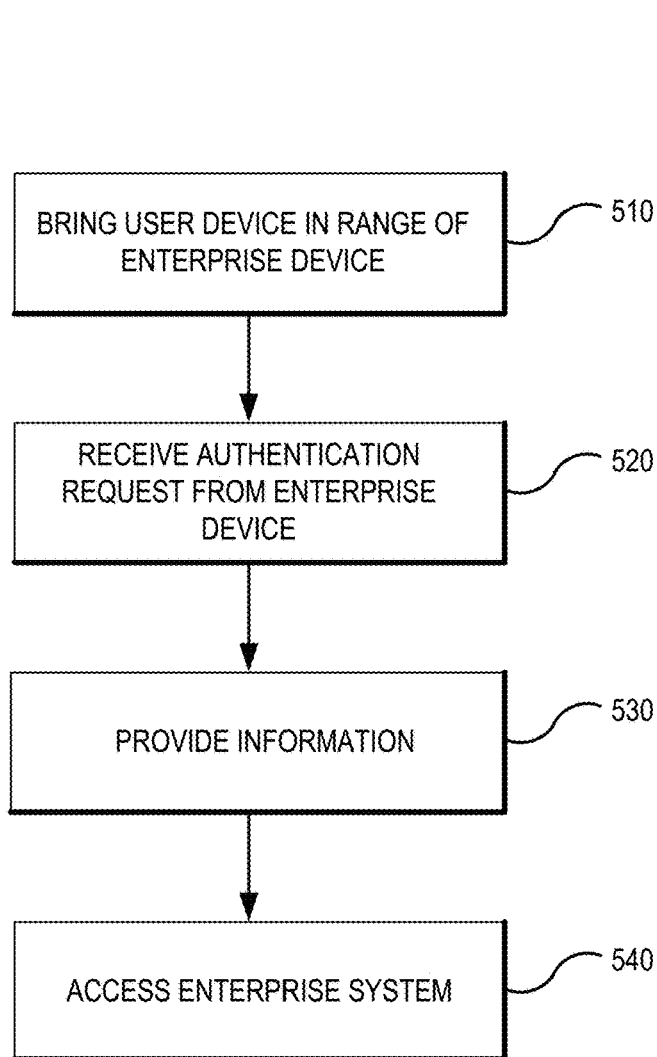 BRING USER DEVICE IN RANGE OF
ENTERPRISE DEVICE
510
RECEIVE AUTHENTICATION
REQUEST FROM ENTERPRISE
DEVICE
520
PROVIDE INFORMATION
530
ACCESS ENTERPRISE SYSTEM
540